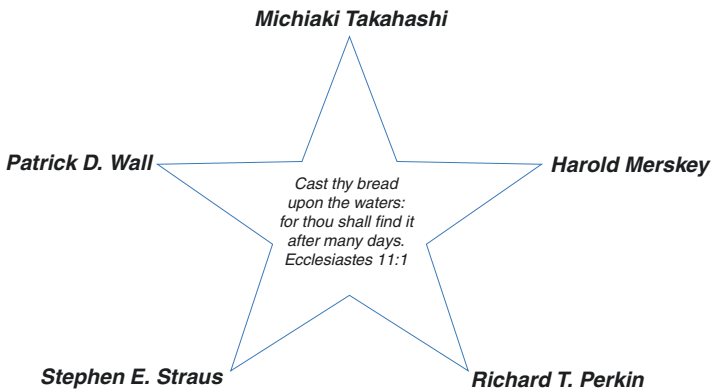 Michiaki Takahashi
Patrick D. Wall
Harold Merskey
Cast thy bread
upon the waters:
for thou shall find it
after many days.
Ecclesiastes 11:1
Stephen E. Straus
Richard T. Perkin